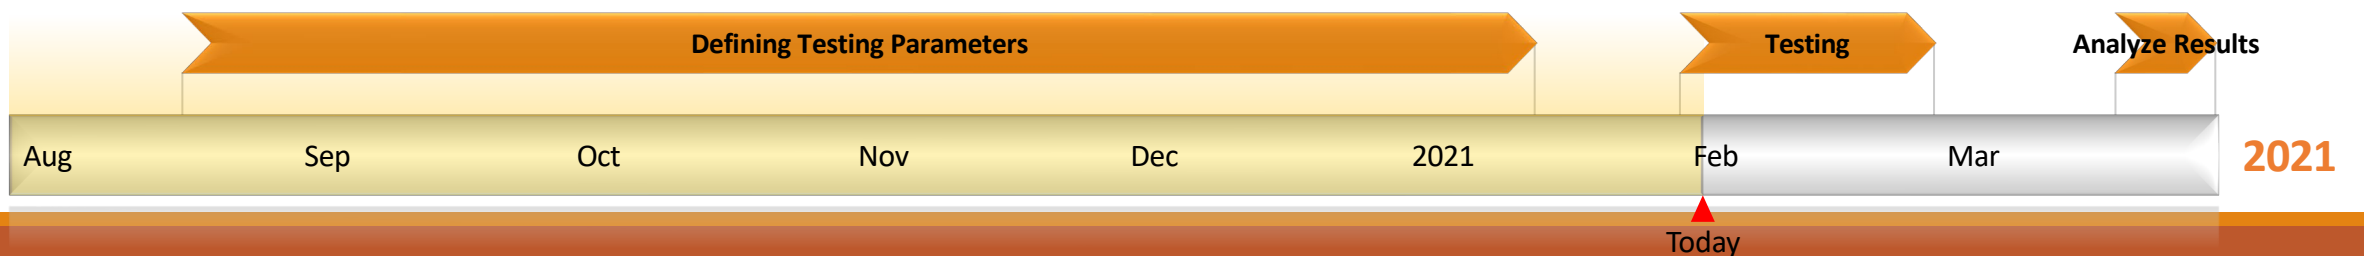 Defining Testing Parameters
Testing
Analyze Results
Aug
Sep
Oct
Nov
Dec
2021
Feb
Mar
2021
Today